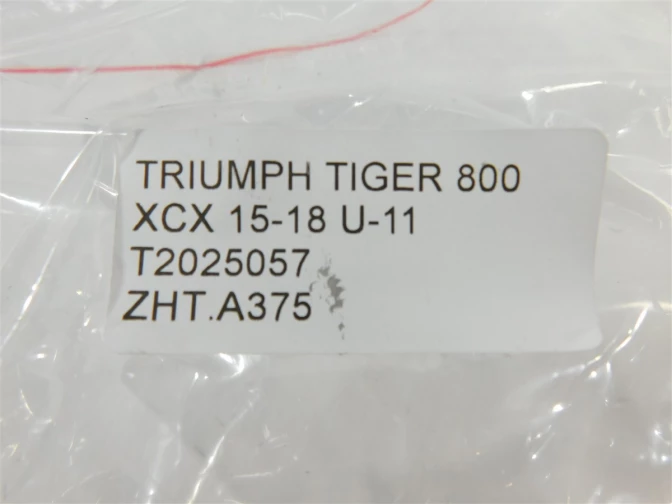 TRIUMPH TIGER 800
XCX 15-18 U-11
T2025057
ZHT.A375